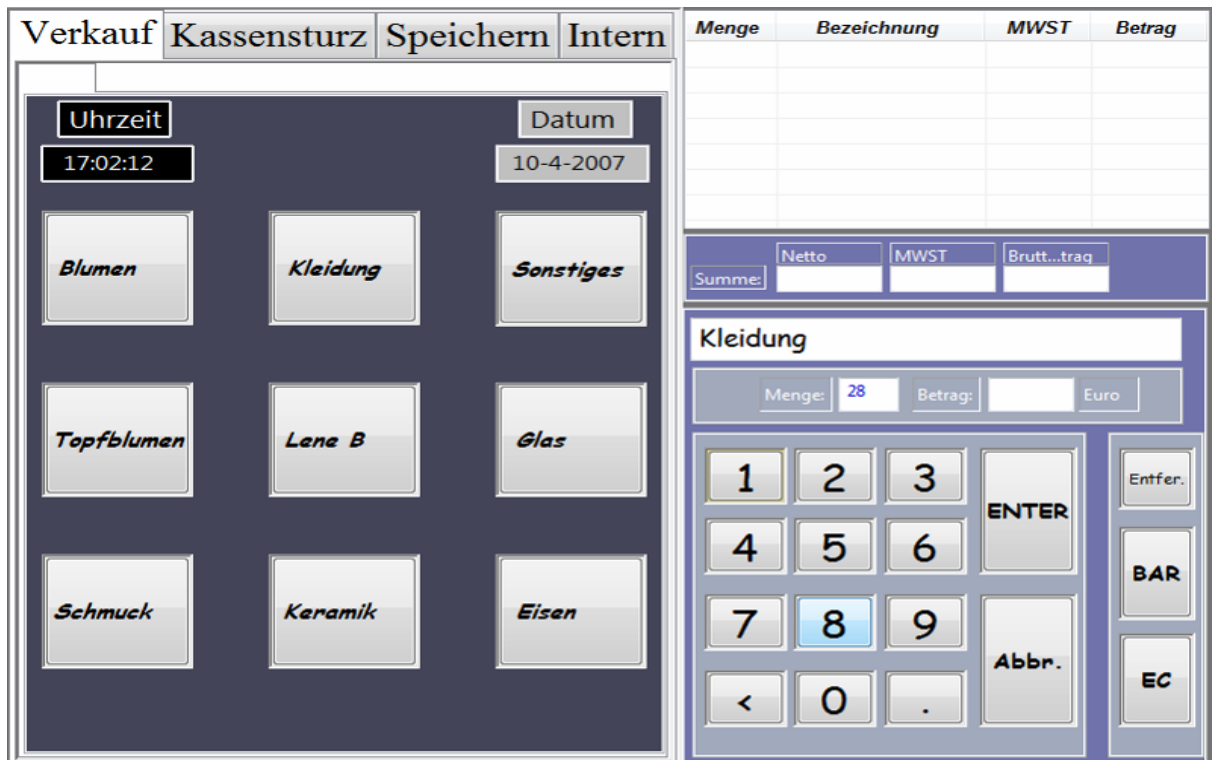 Verkauf Kassensturz Speichern Intern
Uhrzeit Datum
17:02:12 10-4-2007
Blumen Kleidung Sonstiges
Topfblumen Lene B Glas
Schmuck Keramik Eisen
Menge Bezeichnung MWST Betrag
Netto MWST Brutt...trag
Summe:
Kleidung
Menge: 28 Betrag: Euro
1 2 3 ENTER
4 5 6
7 8 9 Abbr.
< 0 .
Entfer.
BAR
EC